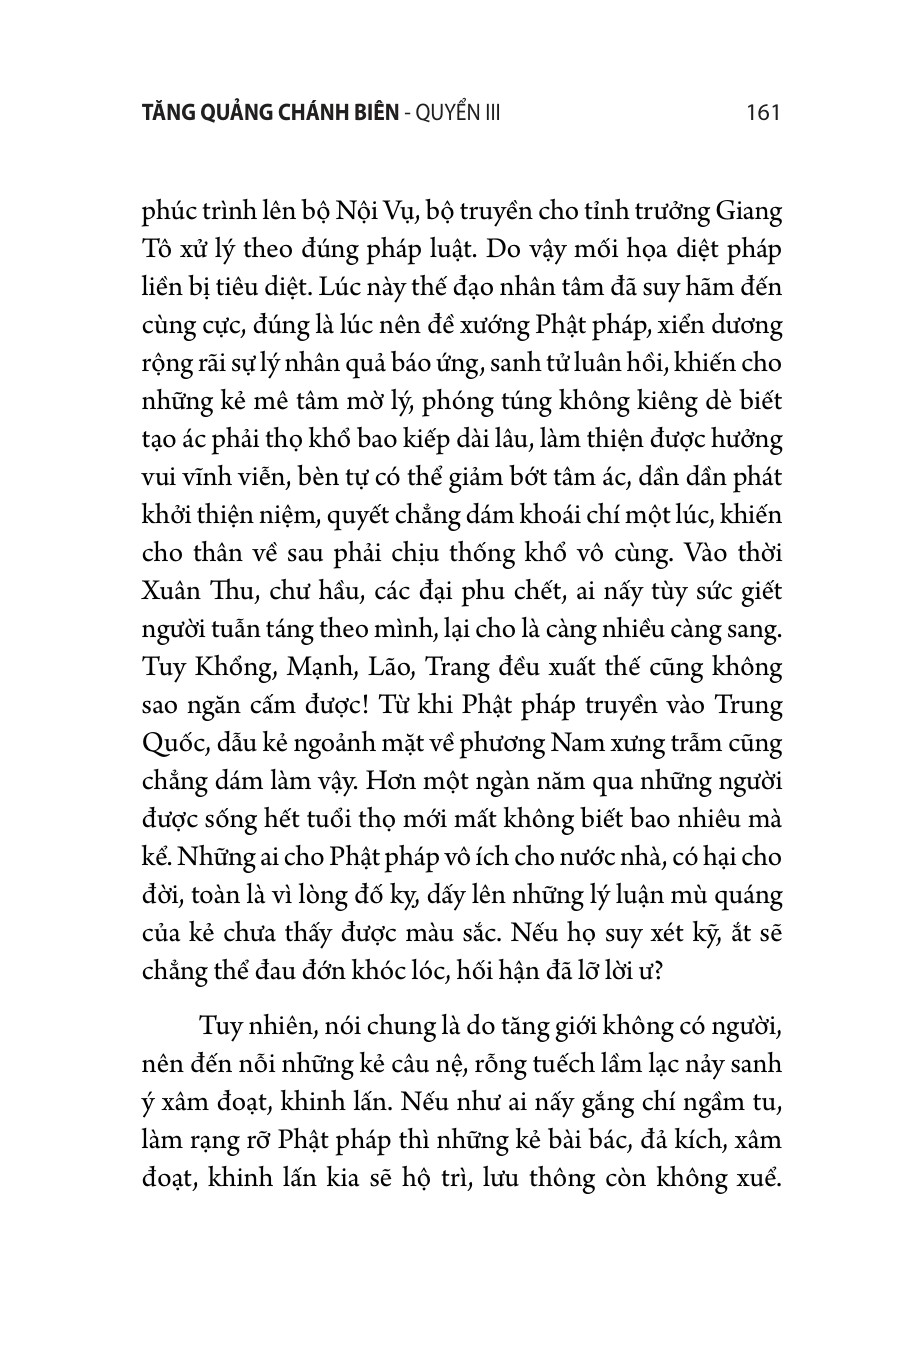 TĂNG QUẢNG CHÁNH BIÊN - QUYỂN III 161
phúc trình lên bộ Nội Vụ, bộ truyền cho tỉnh trưởng Giang
Tô xử lý theo đúng pháp luật. Do vậy mối họa diệt pháp
liền bị tiêu diệt. Lúc này thế đạo nhân tâm đã suy hãm đến
cùng cực, đúng là lúc nên đề xướng Phật pháp, xiển dương
rộng rãi sự lý nhân quả báo ứng, sanh tử luân hồi, khiến cho
những kẻ mê tâm mờ lý, phóng túng không kiêng dè biết
tạo ác phải thọ khổ bao kiếp dài lâu, làm thiện được hưởng
vui vĩnh viễn, bèn tự có thể giảm bớt tâm ác, dần dần phát
khởi thiện niệm, quyết chẳng dám khoái chí một lúc, khiến
cho thân về sau phải chịu thống khổ vô cùng. Vào thời
Xuân Thu, chư hầu, các đại phu chết, ai nấy tùy sức giết
người tuẫn táng theo mình, lại cho là càng nhiều càng sang.
Tuy Khổng, Mạnh, Lão, Trang đều xuất thế cũng không
sao ngăn cấm được! Từ khi Phật pháp truyền vào Trung
Quốc, dẫu kẻ ngoảnh mặt về phương Nam xưng trẫm cũng
chẳng dám làm vậy. Hơn một ngàn năm qua những người
được sống hết tuổi thọ mới mất không biết bao nhiêu mà
kể. Những ai cho Phật pháp vô ích cho nước nhà, có hại cho
đời, toàn là vì lòng đố kỵ, dấy lên những lý luận mù quáng
của kẻ chưa thấy được màu sắc. Nếu họ suy xét kỹ, ắt sẽ
chẳng thể đau đớn khóc lóc, hối hận đã lỡ lời ư?
Tuy nhiên, nói chung là do tăng giới không có người,
nên đến nỗi những kẻ câu nệ, rỗng tuếch lầm lạc nảy sanh
ý xâm đoạt, khinh lấn. Nếu như ai nấy gắng chí ngầm tu,
làm rạng rỡ Phật pháp thì những kẻ bài bác, đả kích, xâm
đoạt, khinh lấn kia sẽ hộ trì, lưu thông còn không xuể.